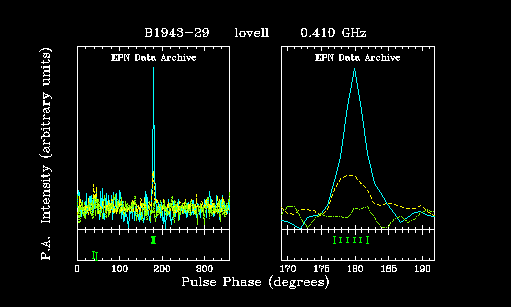 B1943-29 lovell 0.410 GHz
EPN Data Archive EPN Data Archive
P.A. Intensity (arbitrary units)
0 100 200 300 170 175 180 185 190
Pulse Phase (degrees)